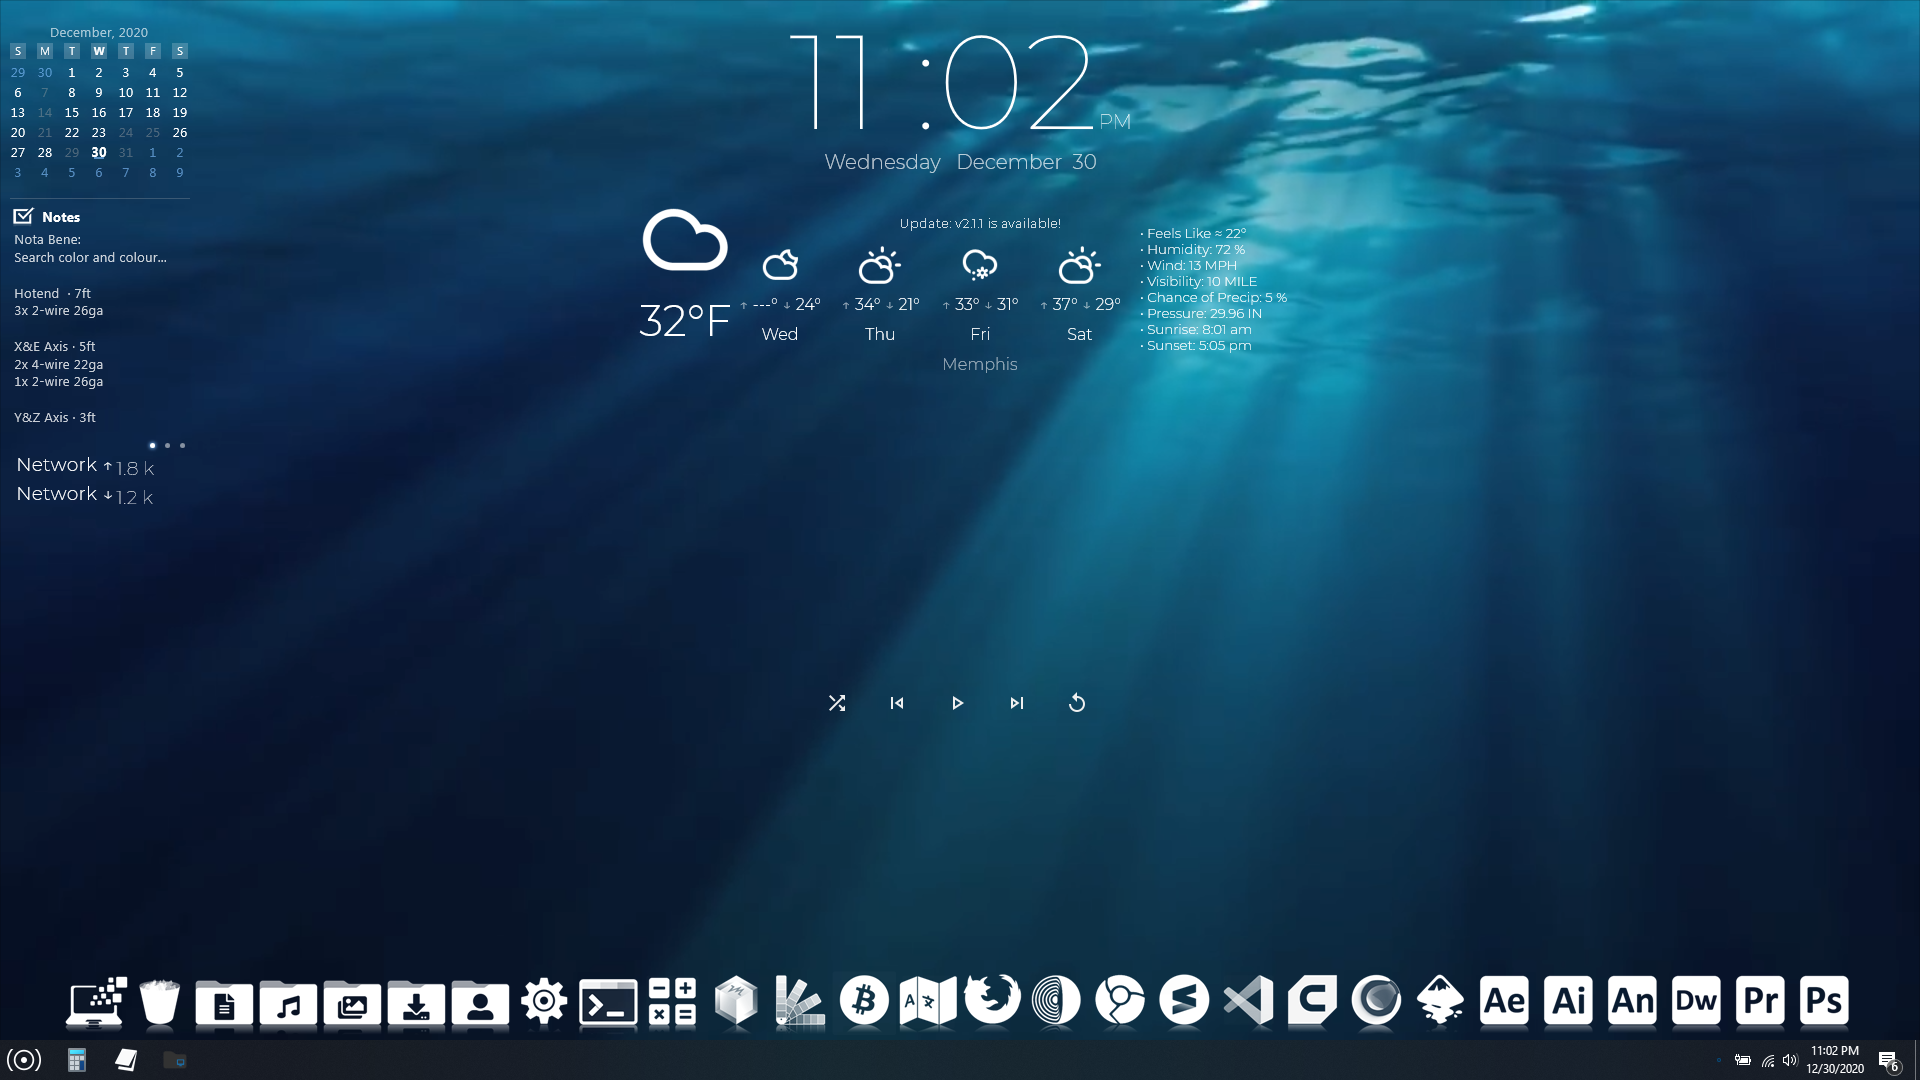 December, 2020
S M T W T F S
29 30 1 2 3 4 5
6 7 8 9 10 11 12
13 14 15 16 17 18 19
20 21 22 23 24 25 26
27 28 29 30 31 1 2
3 4 5 6 7 8 9
Notes
Nota Bene:
Search color and colour...
Hotend · 7ft
3x 2-wire 26ga
X&E Axis · 5ft
2x 4-wire 22ga
1x 2-wire 26ga
Y&Z Axis · 3ft
Network ↑ 1.8 k
Network ↓ 1.2 k
11:02 PM
Wednesday December 30
Update: v2.1.1 is available!
32°F
↑ ---° ↓ 24° ↑ 34° ↓ 21° ↑ 33° ↓ 31° ↑ 37° ↓ 29°
Wed Thu Fri Sat
Memphis
· Feels Like ≈ 22°
· Humidity: 72 %
· Wind: 13 MPH
· Visibility: 10 MILE
· Chance of Precip: 5 %
· Pressure: 29.96 IN
· Sunrise: 8:01 am
· Sunset: 5:05 pm
Ae Ai An Dw Pr Ps
11:02 PM
12/30/2020
6